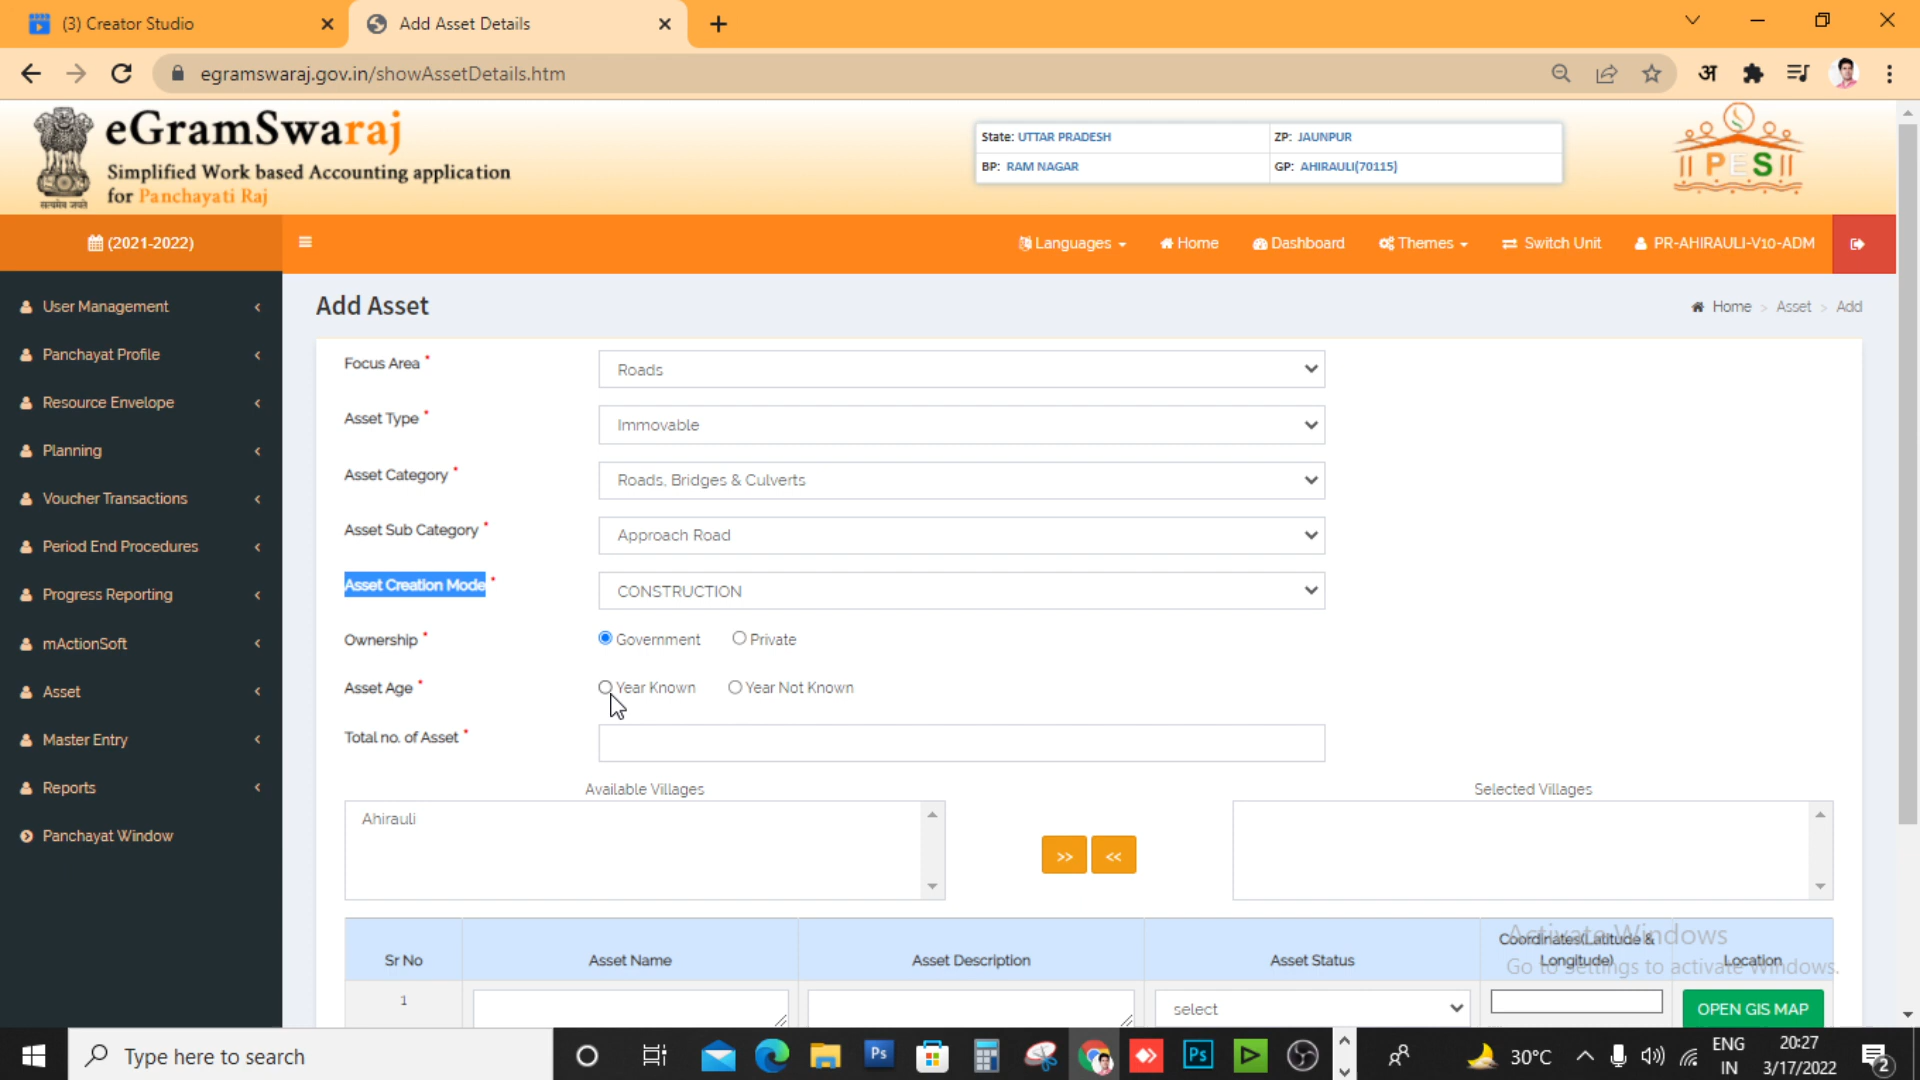 (3) Creator Studio
Add Asset Details
egramswaraj.gov.in/showAssetDetails.htm
अ
सत्यमेव जयते
eGramSwaraj
Simplified Work based Accounting application
for Panchayati Raj
State: UTTAR PRADESH
ZP: JAUNPUR
BP: RAM NAGAR
GP: AHIRAULI(70115)
PES
(2021-2022)
Languages
Home
Dashboard
Themes
Switch Unit
PR-AHIRAULI-V10-ADM
User Management
Panchayat Profile
Resource Envelope
Planning
Voucher Transactions
Period End Procedures
Progress Reporting
mActionSoft
Asset
Master Entry
Reports
Panchayat Window
Add Asset
Home > Asset > Add
Focus Area *
Roads
Asset Type *
Immovable
Asset Category *
Roads, Bridges & Culverts
Asset Sub Category *
Approach Road
Asset Creation Mode *
CONSTRUCTION
Ownership *
Government
Private
Asset Age *
Year Known
Year Not Known
Total no. of Asset *
Available Villages
Selected Villages
Ahirauli
>>
<<
Sr No
Asset Name
Asset Description
Asset Status
Coordinates(Latitude &
Longitude)
Location
1
select
OPEN GIS MAP
Activate Windows
Go to Settings to activate Windows.
Type here to search
Ps
Ps
30°C
ENG
IN
20:27
3/17/2022
2